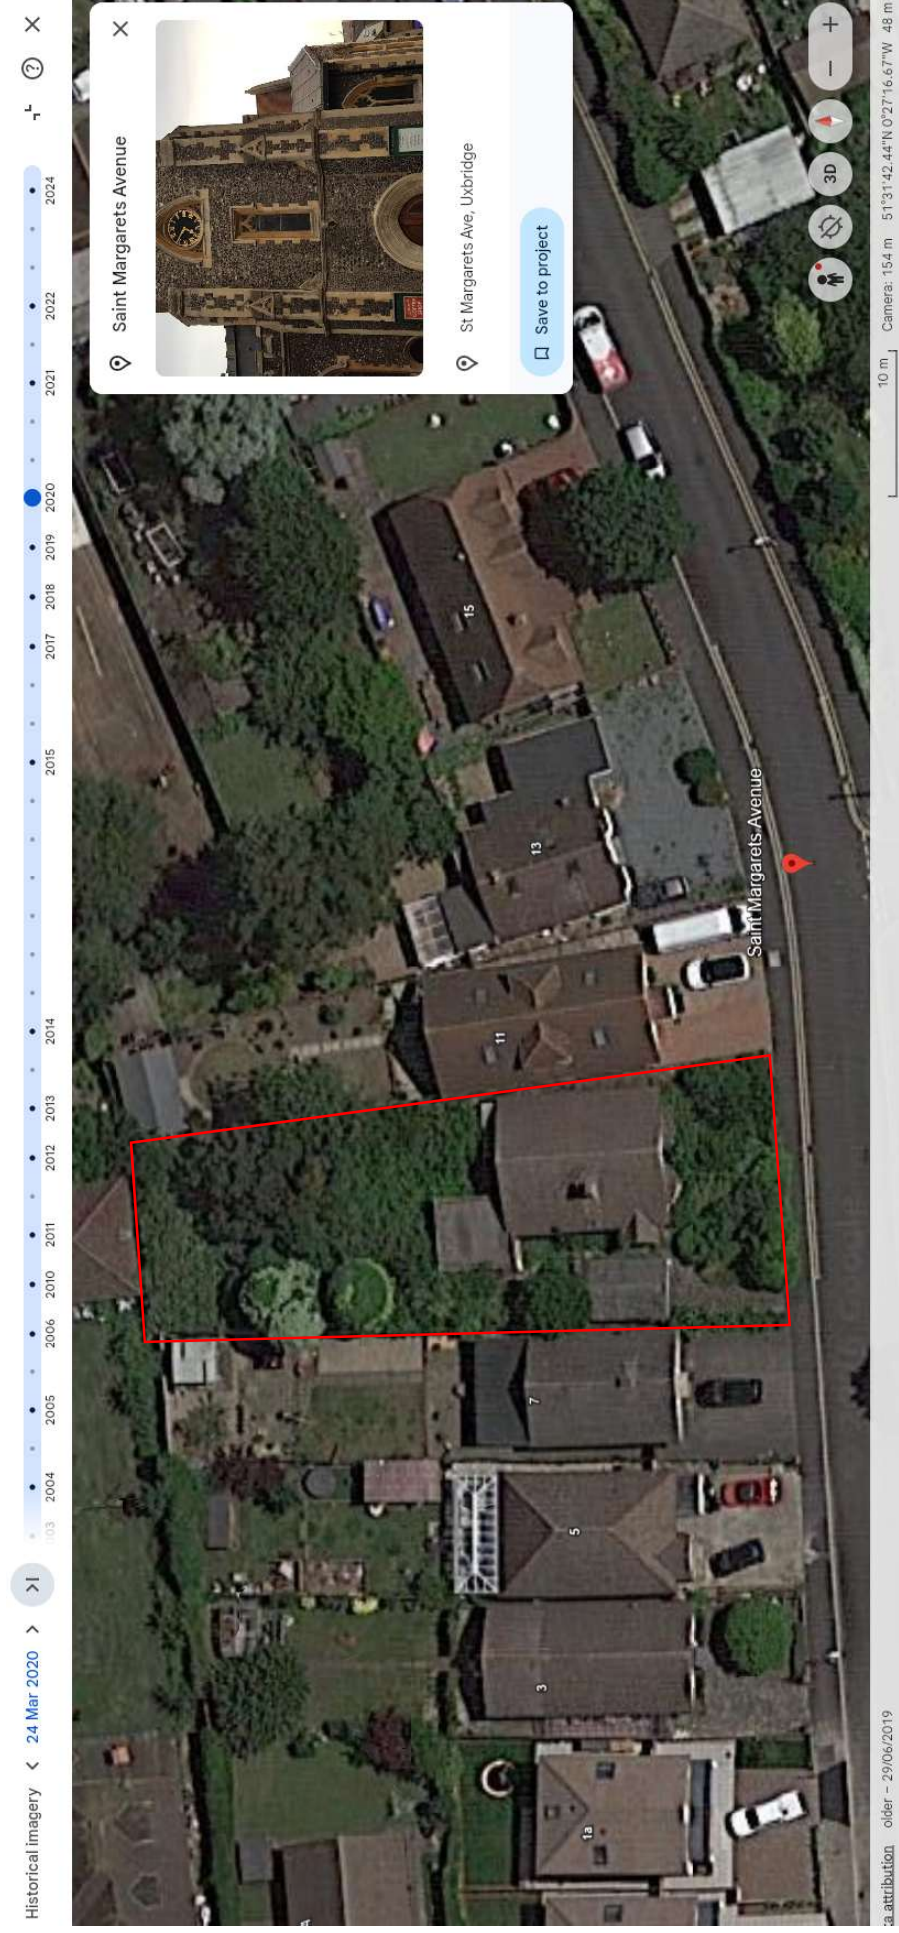 Historical imagery
24 Mar 2020
2004
2005
2006
2010
2011
2012
2013
2014
2015
2017
2018
2019
2020
2021
2022
2024
Saint Margarets Avenue
St Margarets Ave, Uxbridge
Save to project
15
13
11
7
5
3
1a
Saint Margarets Avenue
3D
a attribution
older – 29/06/2019
10 m
Camera: 154 m
51°31'42.44"N 0°27'16.67"W
48 m